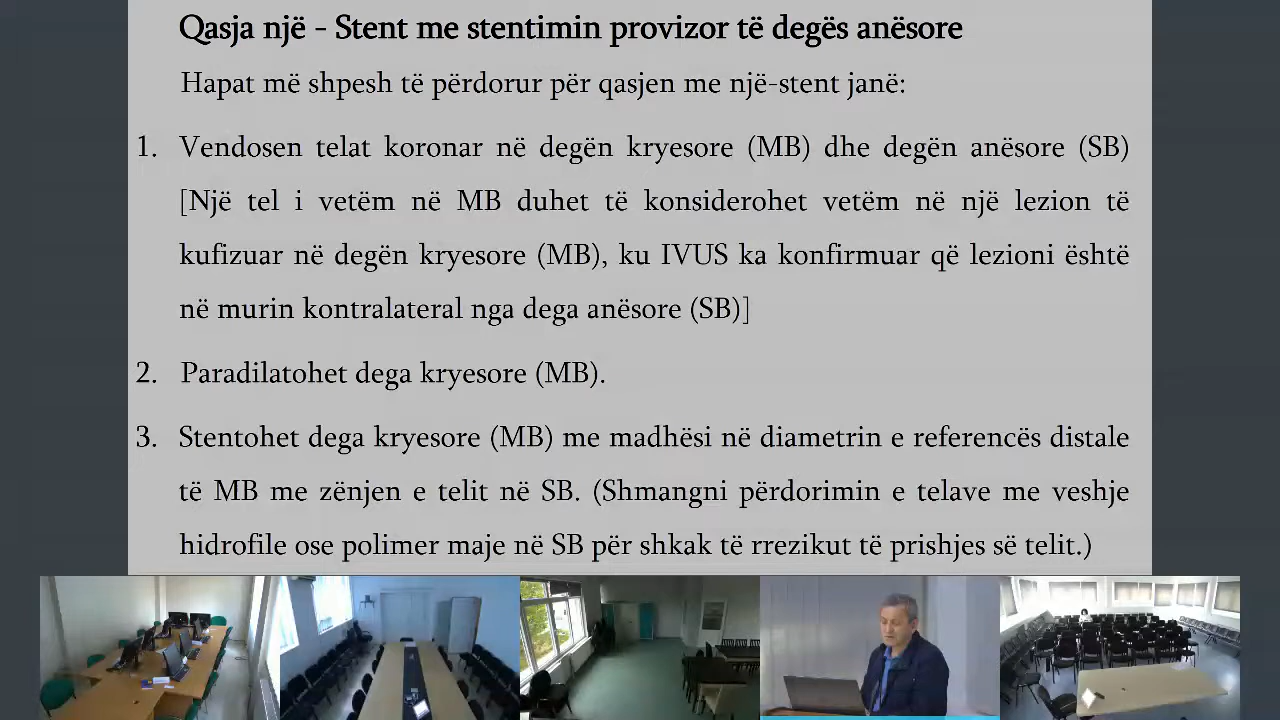 Qasja një - Stent me stentimin provizor të degës anësore
Hapat më shpesh të përdorur për qasjen me një-stent janë:
1. Vendosen telat koronar në degën kryesore (MB) dhe degën anësore (SB)
[Një tel i vetëm në MB duhet të konsiderohet vetëm në një lezion të
kufizuar në degën kryesore (MB), ku IVUS ka konfirmuar që lezioni është
në murin kontralateral nga dega anësore (SB)]
2. Paradilatohet dega kryesore (MB).
3. Stentohet dega kryesore (MB) me madhësi në diametrin e referencës distale
të MB me zënjen e telit në SB. (Shmangni përdorimin e telave me veshje
hidrofile ose polimer maje në SB për shkak të rrezikut të prishjes së telit.)